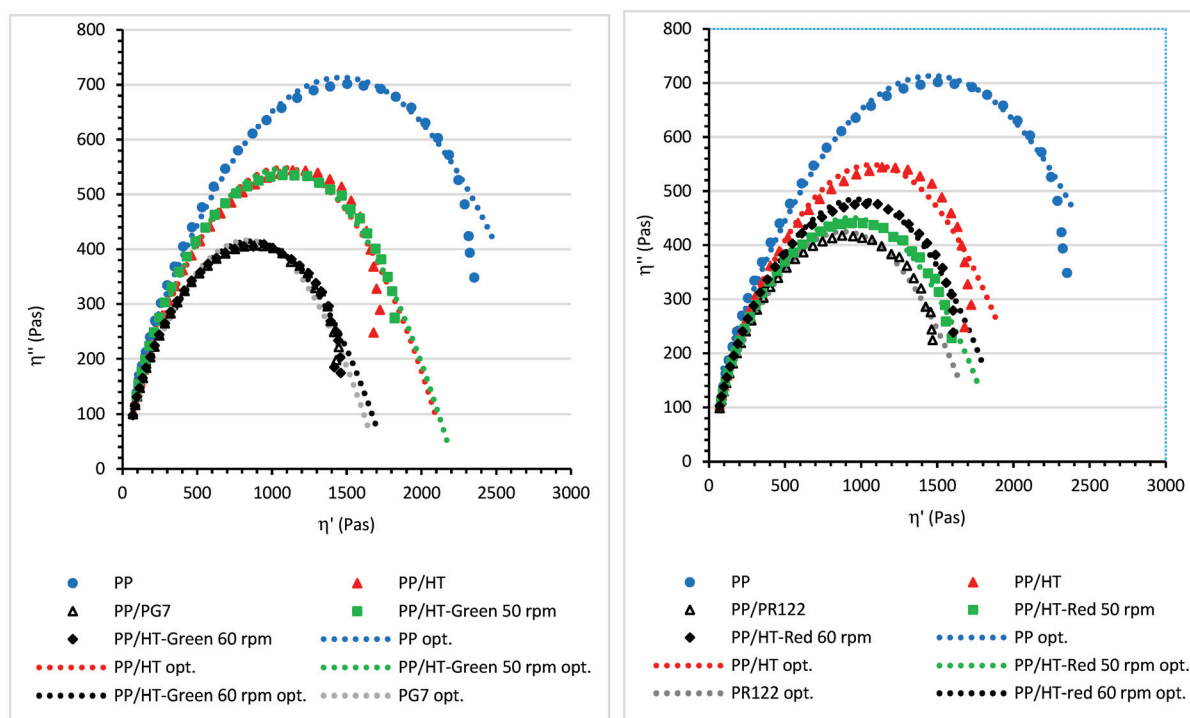 800
700
600
500
400
300
200
100
0
η'' (Pas)
0 500 1000 1500 2000 2500 3000
η' (Pas)
PP PP/HT
PP/PG7 PP/HT-Green 50 rpm
PP/HT-Green 60 rpm PP opt.
PP/HT opt. PP/HT-Green 50 rpm opt.
PP/HT-Green 60 rpm opt. PG7 opt.
800
700
600
500
400
300
200
100
0
η'' (Pas)
0 500 1000 1500 2000 2500 3000
η' (Pas)
PP PP/HT
PP/PR122 PP/HT-Red 50 rpm
PP/HT-Red 60 rpm PP opt.
PP/HT opt. PP/HT-Red 50 rpm opt.
PR122 opt. PP/HT-red 60 rpm opt.